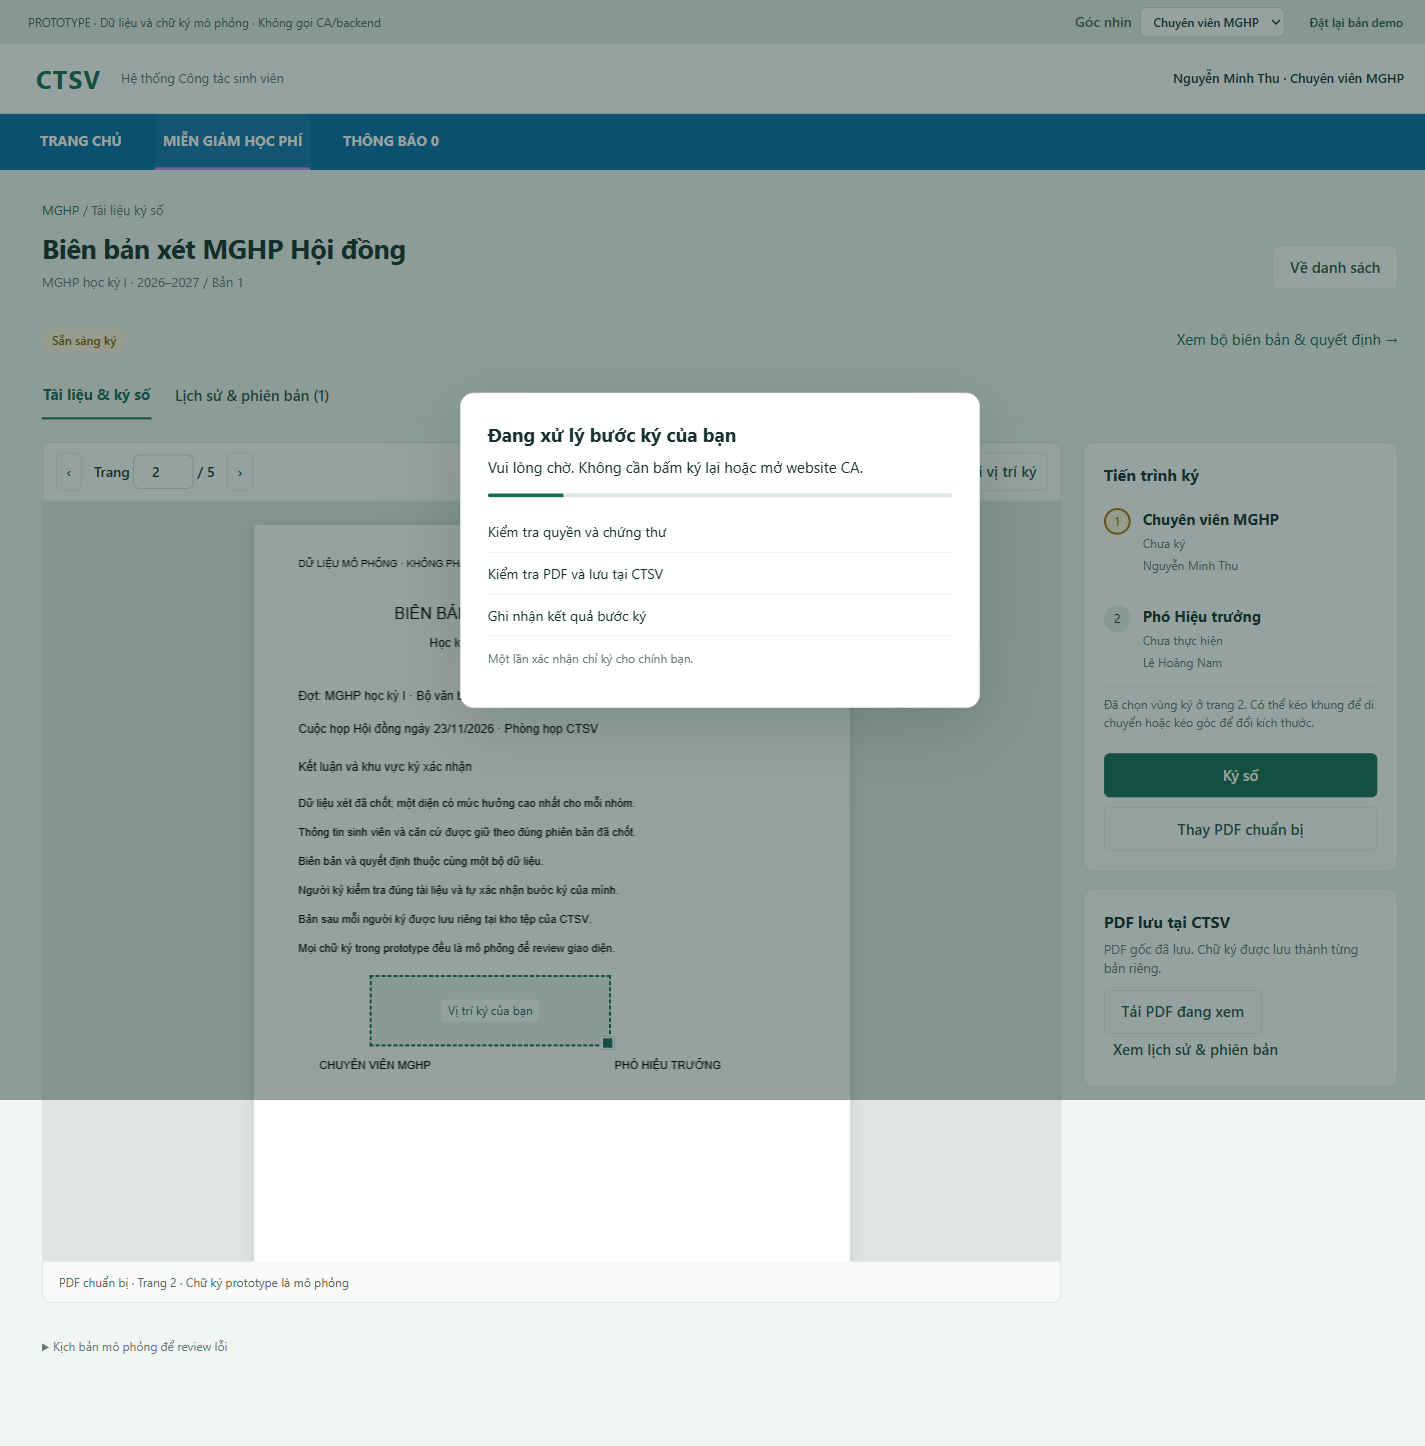 PROTOTYPE · Dữ liệu và chữ ký mô phỏng · Không gọi CA/backend
Góc nhìn
Chuyên viên MGHP
Đặt lại bản demo
CTSV
Hệ thống Công tác sinh viên
Nguyễn Minh Thu · Chuyên viên MGHP
TRANG CHỦ
MIỄN GIẢM HỌC PHÍ
THÔNG BÁO 0
MGHP / Tài liệu ký số
Biên bản xét MGHP Hội đồng
MGHP học kỳ I · 2026–2027 / Bản 1
Về danh sách
Sẵn sàng ký
Xem bộ biên bản & quyết định →
Tài liệu & ký số
Lịch sử & phiên bản (1)
‹
Trang
2
/ 5
›
vị trí ký
Đang xử lý bước ký của bạn
Vui lòng chờ. Không cần bấm ký lại hoặc mở website CA.
Kiểm tra quyền và chứng thư
Kiểm tra PDF và lưu tại CTSV
Ghi nhận kết quả bước ký
Một lần xác nhận chỉ ký cho chính bạn.
DỮ LIỆU MÔ PHỎNG · KHÔNG
BIÊN
Học
Đợt: MGHP học kỳ I · Bộ văn
Cuộc họp Hội đồng ngày 23/11/2026 · Phòng họp CTSV
Kết luận và khu vực ký xác nhận
Dữ liệu xét đã chốt; một diện có mức hưởng cao nhất cho mỗi nhóm.
Thông tin sinh viên và căn cứ được giữ theo đúng phiên bản đã chốt.
Biên bản và quyết định thuộc cùng một bộ dữ liệu.
Người ký kiểm tra đúng tài liệu và tự xác nhận bước ký của mình.
Bản sau mỗi người ký được lưu riêng tại kho tệp của CTSV.
Mọi chữ ký trong prototype đều là mô phỏng để review giao diện.
Vị trí ký của bạn
CHUYÊN VIÊN MGHP
PHÓ HIỆU TRƯỞNG
PDF chuẩn bị · Trang 2 · Chữ ký prototype là mô phỏng
Tiến trình ký
1
Chuyên viên MGHP
Chưa ký
Nguyễn Minh Thu
2
Phó Hiệu trưởng
Chưa thực hiện
Lê Hoàng Nam
Đã chọn vùng ký ở trang 2. Có thể kéo khung để di
chuyển hoặc kéo góc để đổi kích thước.
Ký số
Thay PDF chuẩn bị
PDF lưu tại CTSV
PDF gốc đã lưu. Chữ ký được lưu thành từng
bản riêng.
Tải PDF đang xem
Xem lịch sử & phiên bản
▶ Kịch bản mô phỏng để review lỗi